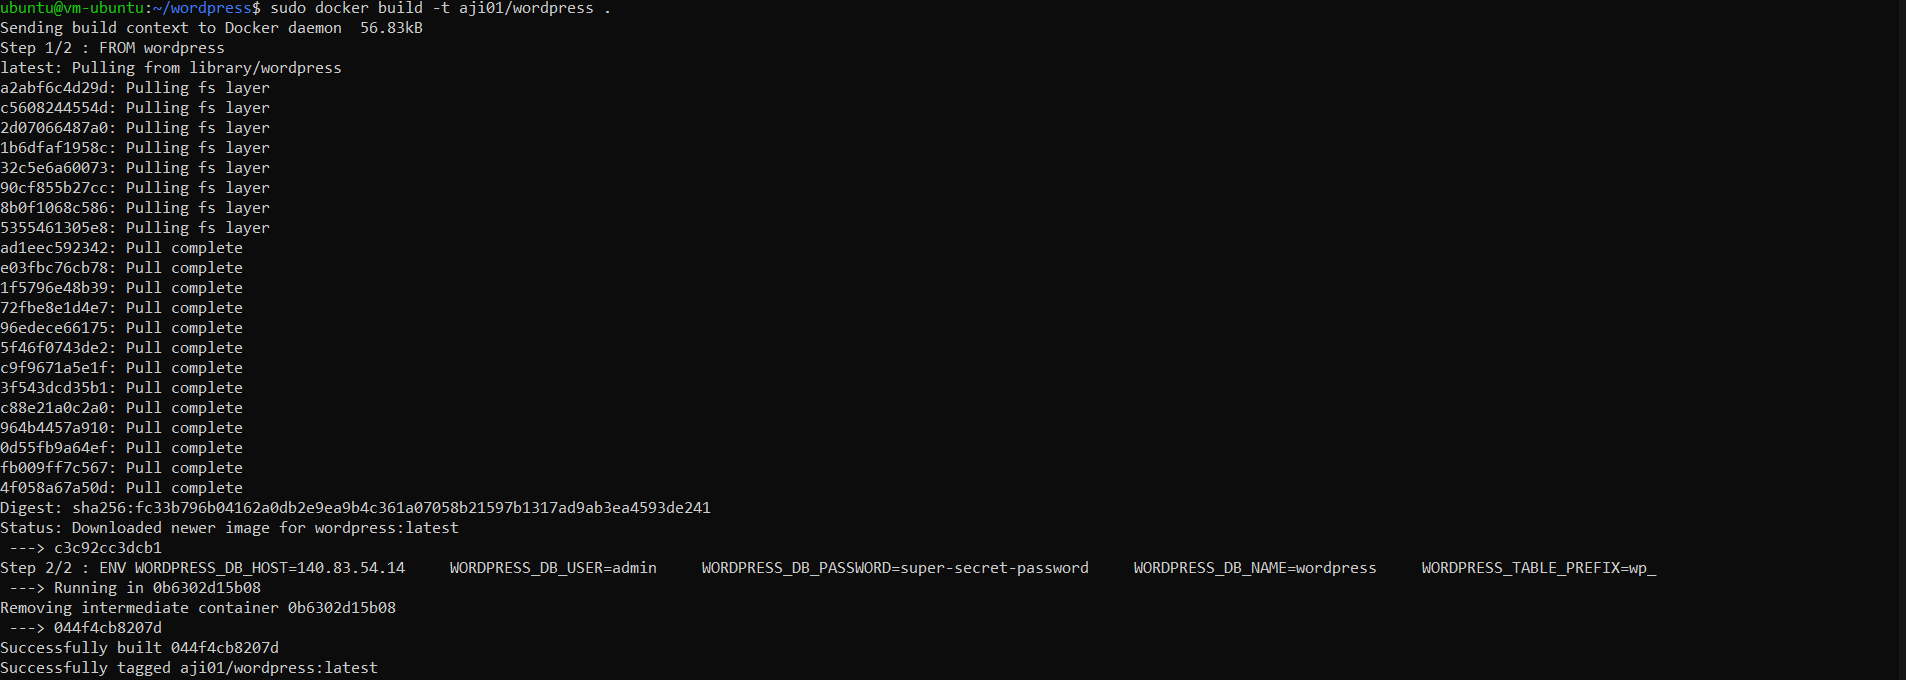 ubuntu@vm-ubuntu:~/wordpress$ sudo docker build -t aji01/wordpress .
Sending build context to Docker daemon  56.83kB
Step 1/2 : FROM wordpress
latest: Pulling from library/wordpress
a2abf6c4d29d: Pulling fs layer
c5608244554d: Pulling fs layer
2d07066487a0: Pulling fs layer
1b6dfaf1958c: Pulling fs layer
32c5e6a60073: Pulling fs layer
90cf855b27cc: Pulling fs layer
8b0f1068c586: Pulling fs layer
5355461305e8: Pulling fs layer
ad1eec592342: Pull complete
e03fbc76cb78: Pull complete
1f5796e48b39: Pull complete
72fbe8e1d4e7: Pull complete
96edece66175: Pull complete
5f46f0743de2: Pull complete
c9f9671a5e1f: Pull complete
3f543dcd35b1: Pull complete
c88e21a0c2a0: Pull complete
964b4457a910: Pull complete
0d55fb9a64ef: Pull complete
fb009ff7c567: Pull complete
4f058a67a50d: Pull complete
Digest: sha256:fc33b796b04162a0db2e9ea9b4c361a07058b21597b1317ad9ab3ea4593de241
Status: Downloaded newer image for wordpress:latest
 ---> c3c92cc3dcb1
Step 2/2 : ENV WORDPRESS_DB_HOST=140.83.54.14     WORDPRESS_DB_USER=admin     WORDPRESS_DB_PASSWORD=super-secret-password     WORDPRESS_DB_NAME=wordpress     WORDPRESS_TABLE_PREFIX=wp_
 ---> Running in 0b6302d15b08
Removing intermediate container 0b6302d15b08
 ---> 044f4cb8207d
Successfully built 044f4cb8207d
Successfully tagged aji01/wordpress:latest